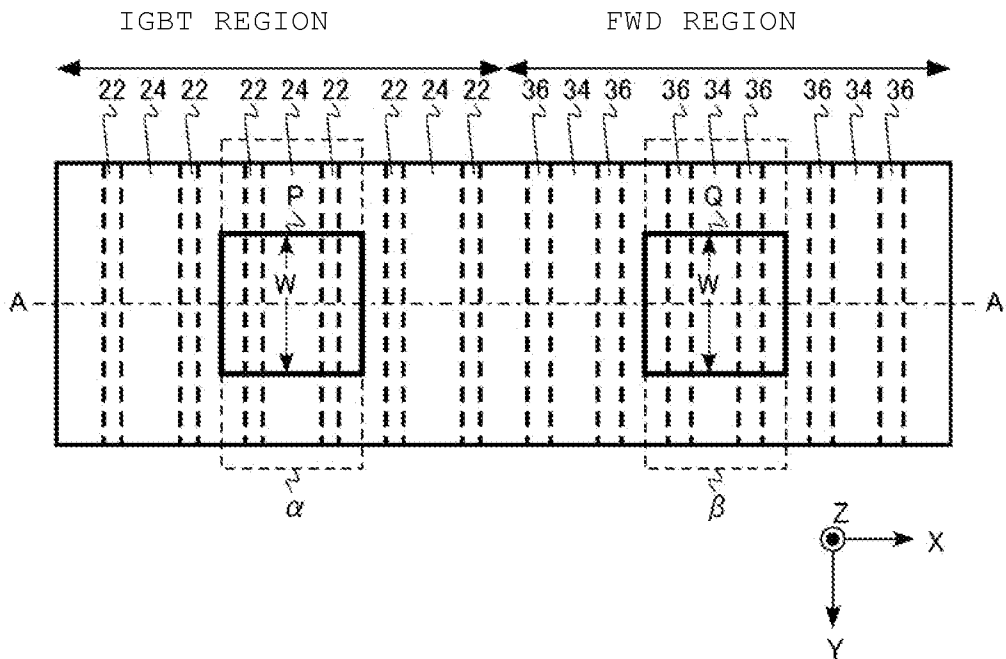 IGBT REGION FWD REGION
22 24 22 22 24 22 22 24 22 36 34 36 36 34 36 36 34 36
P Q
W W
A A
α β
Z
X
Y